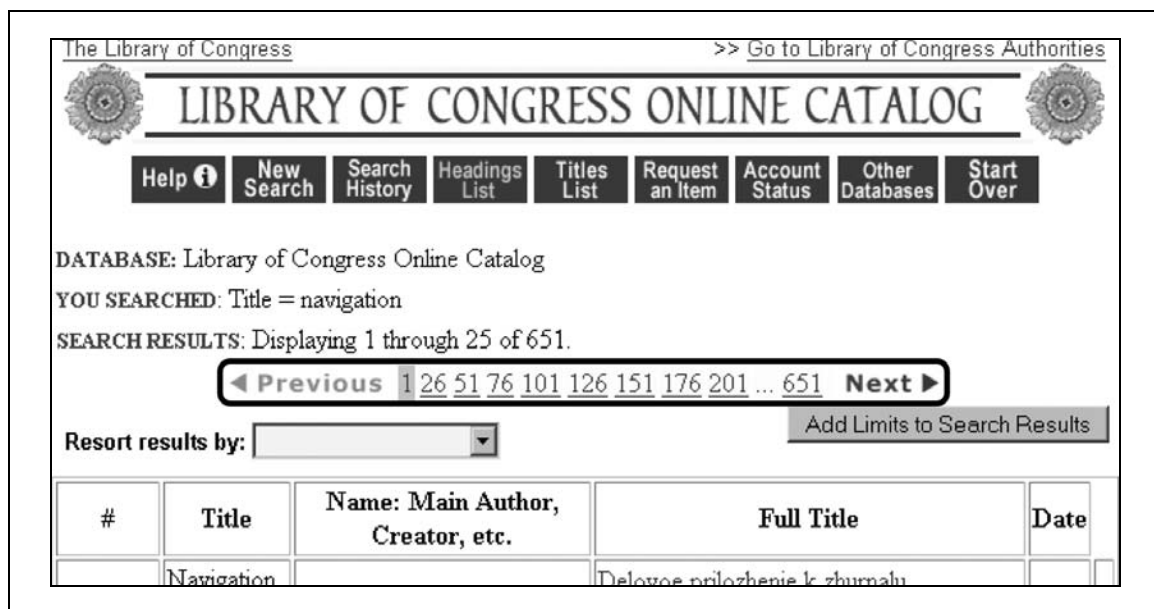 The Library of Congress >> Go to Library of Congress Authorities
LIBRARY OF CONGRESS ONLINE CATALOG
Help New Search Search History Headings List Titles List Request an Item Account Status Other Databases Start Over
DATABASE: Library of Congress Online Catalog
YOU SEARCHED: Title = navigation
SEARCH RESULTS: Displaying 1 through 25 of 651.
◀ Previous 1 26 51 76 101 126 151 176 201 ... 651 Next ▶
Add Limits to Search Results
Resort results by:
# Title Name: Main Author, Creator, etc. Full Title Date
Navigation Delovoe prilozhenie k zhurnalu